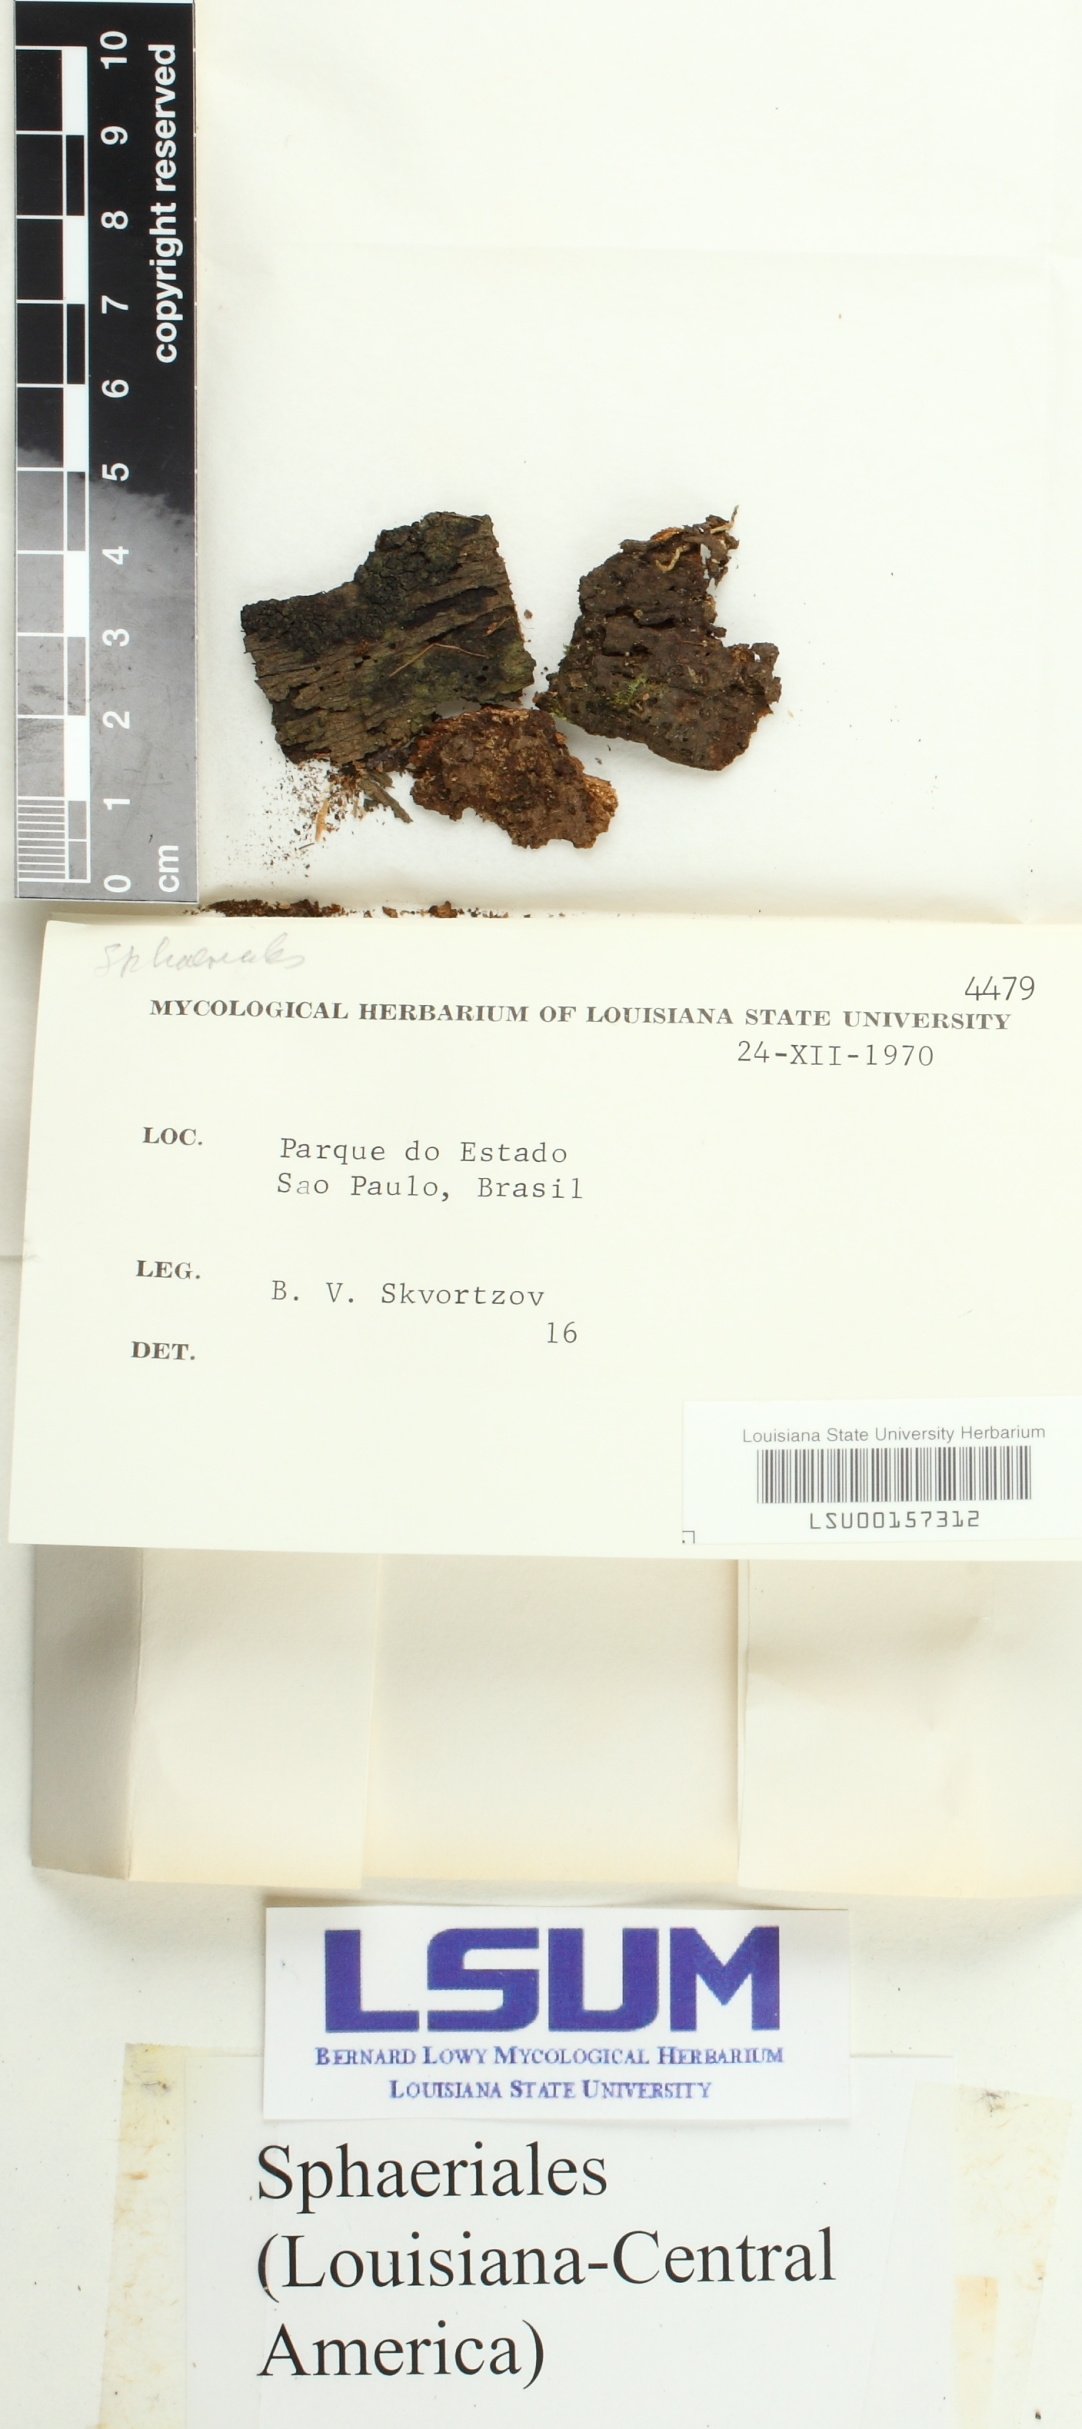 10 9 8 7 6 5 4 3 2 1 0
copyright reserved
cm
Sphaeriales
4479
MYCOLOGICAL HERBARIUM OF LOUISIANA STATE UNIVERSITY
24-XII-1970
LOC.
Parque do Estado
Sao Paulo, Brasil
LEG.
B. V. Skvortzov
16
DET.
Louisiana State University Herbarium
LSU00157312
LSUM
BERNARD LOWY MYCOLOGICAL HERBARIUM
LOUISIANA STATE UNIVERSITY
Sphaeriales
(Louisiana-Central
America)